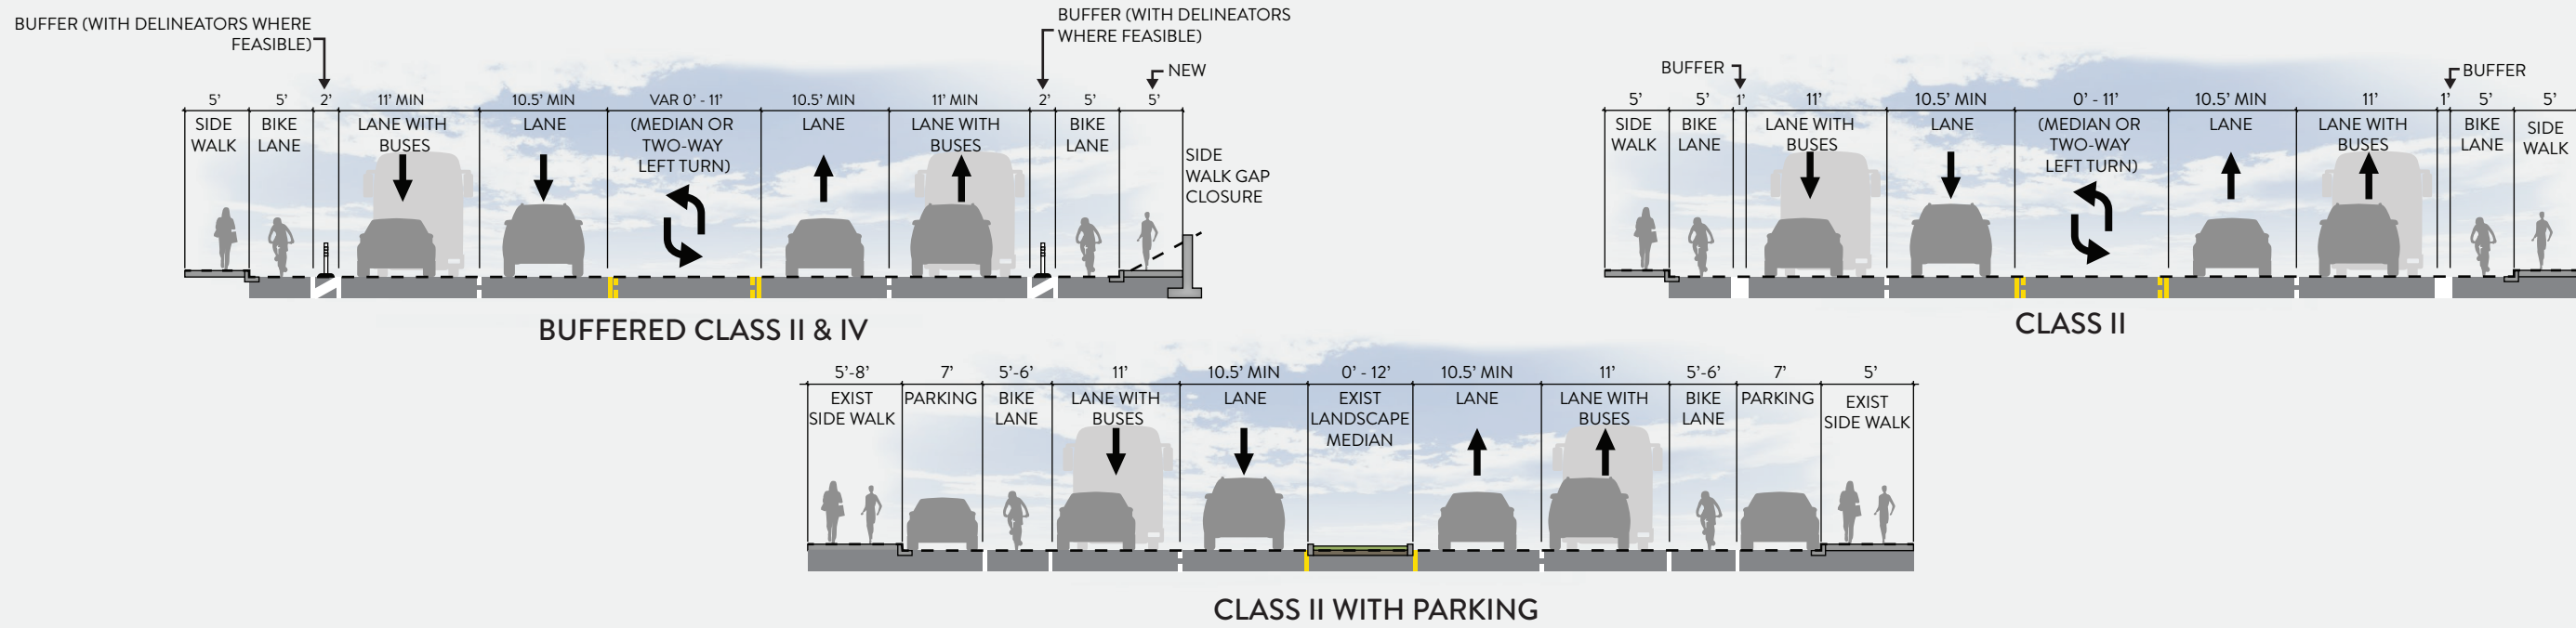 BUFFER (WITH DELINEATORS WHERE
FEASIBLE)
BUFFER (WITH DELINEATORS
WHERE FEASIBLE)
NEW
5’ 5’ 2’ 11’ MIN 10.5’ MIN VAR 0’ - 11’ 10.5’ MIN 11’ MIN 2’ 5’ 5’
SIDE
WALK
BIKE
LANE
LANE WITH
BUSES
LANE
(MEDIAN OR
TWO-WAY
LEFT TURN)
LANE
LANE WITH
BUSES
BIKE
LANE
SIDE
WALK GAP
CLOSURE
BUFFERED CLASS II & IV
BUFFER
BUFFER
5’ 5’ 1’ 11’ 10.5’ MIN 0’ - 11’ 10.5’ MIN 11’ 1’ 5’ 5’
SIDE
WALK
BIKE
LANE
LANE WITH
BUSES
LANE
(MEDIAN OR
TWO-WAY
LEFT TURN)
LANE
LANE WITH
BUSES
BIKE
LANE
SIDE
WALK
CLASS II
5’-8’ 7’ 5’-6’ 11’ 10.5’ MIN 0’ - 12’ 10.5’ MIN 11’ 5’-6’ 7’ 5’
EXIST
SIDE WALK
PARKING
BIKE
LANE
LANE WITH
BUSES
LANE
EXIST
LANDSCAPE
MEDIAN
LANE
LANE WITH
BUSES
BIKE
LANE
PARKING
EXIST
SIDE WALK
CLASS II WITH PARKING